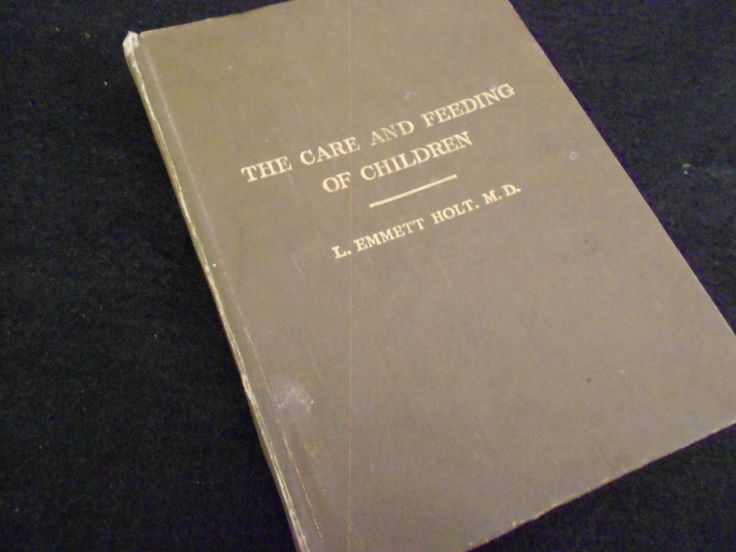 THE CARE AND FEEDING
OF CHILDREN
L. EMMETT HOLT. M. D.